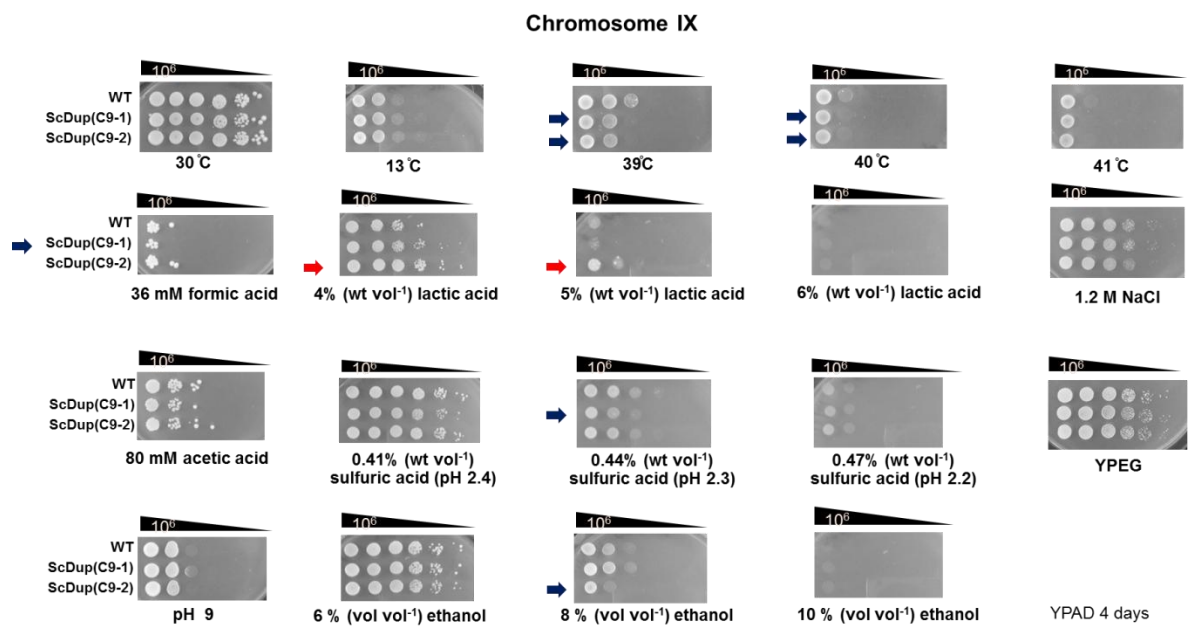 Chromosome IX
10⁶ 10⁶ 10⁶ 10⁶ 10⁶
WT
ScDup(C9-1)
ScDup(C9-2)
30°C 13°C 39°C 40°C 41°C
10⁶ 10⁶ 10⁶ 10⁶ 10⁶
WT
ScDup(C9-1)
ScDup(C9-2)
36 mM formic acid 4% (wt vol⁻¹) lactic acid 5% (wt vol⁻¹) lactic acid 6% (wt vol⁻¹) lactic acid 1.2 M NaCl
10⁶ 10⁶ 10⁶ 10⁶ 10⁶
WT
ScDup(C9-1)
ScDup(C9-2)
80 mM acetic acid 0.41% (wt vol⁻¹) 0.44% (wt vol⁻¹) 0.47% (wt vol⁻¹) YPEG
sulfuric acid (pH 2.4) sulfuric acid (pH 2.3) sulfuric acid (pH 2.2)
10⁶ 10⁶ 10⁶ 10⁶
WT
ScDup(C9-1)
ScDup(C9-2)
pH 9 6 % (vol vol⁻¹) ethanol 8 % (vol vol⁻¹) ethanol 10 % (vol vol⁻¹) ethanol YPAD 4 days